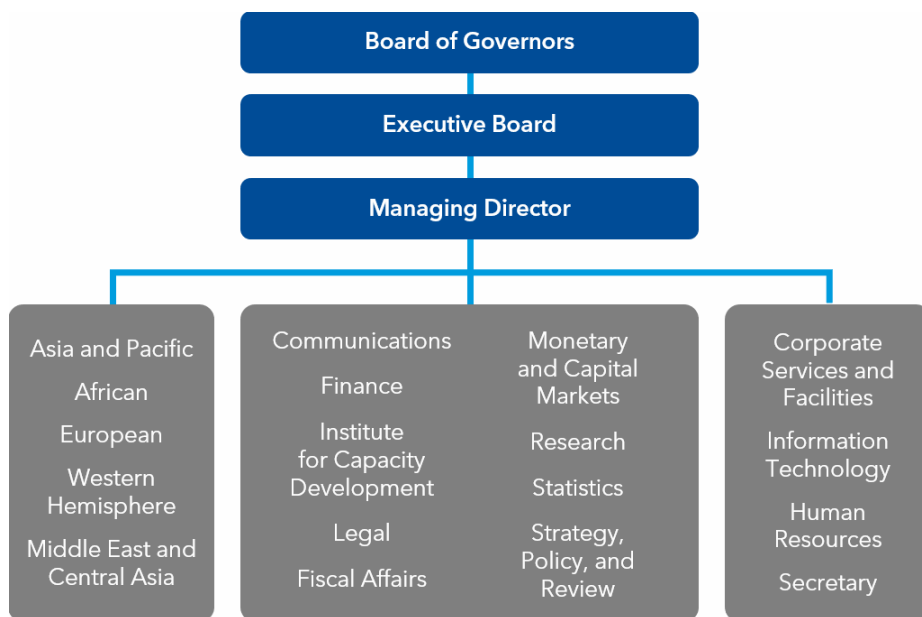 Board of Governors
Executive Board
Managing Director
Asia and Pacific
African
European
Western
Hemisphere
Middle East and
Central Asia
Communications
Finance
Institute
for Capacity
Development
Legal
Fiscal Affairs
Monetary
and Capital
Markets
Research
Statistics
Strategy,
Policy, and
Review
Corporate
Services and
Facilities
Information
Technology
Human
Resources
Secretary